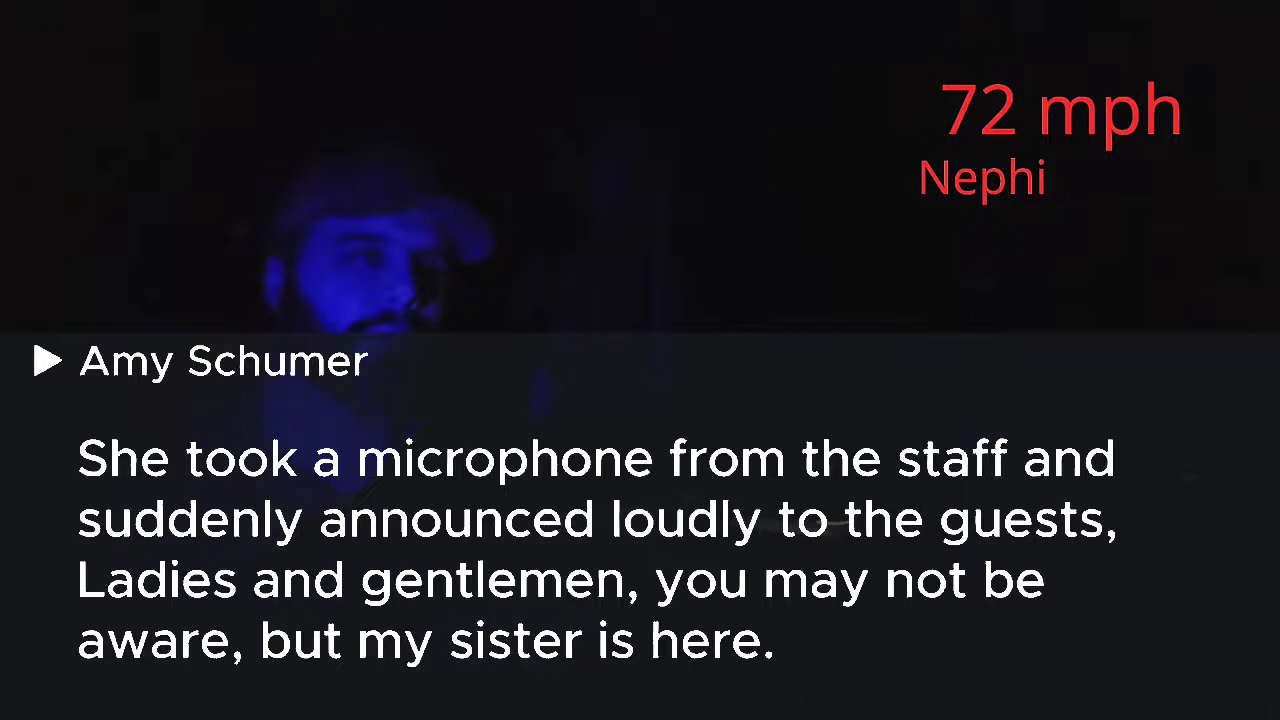 72 mph
Nephi
Amy Schumer
She took a microphone from the staff and
suddenly announced loudly to the guests,
Ladies and gentlemen, you may not be
aware, but my sister is here.